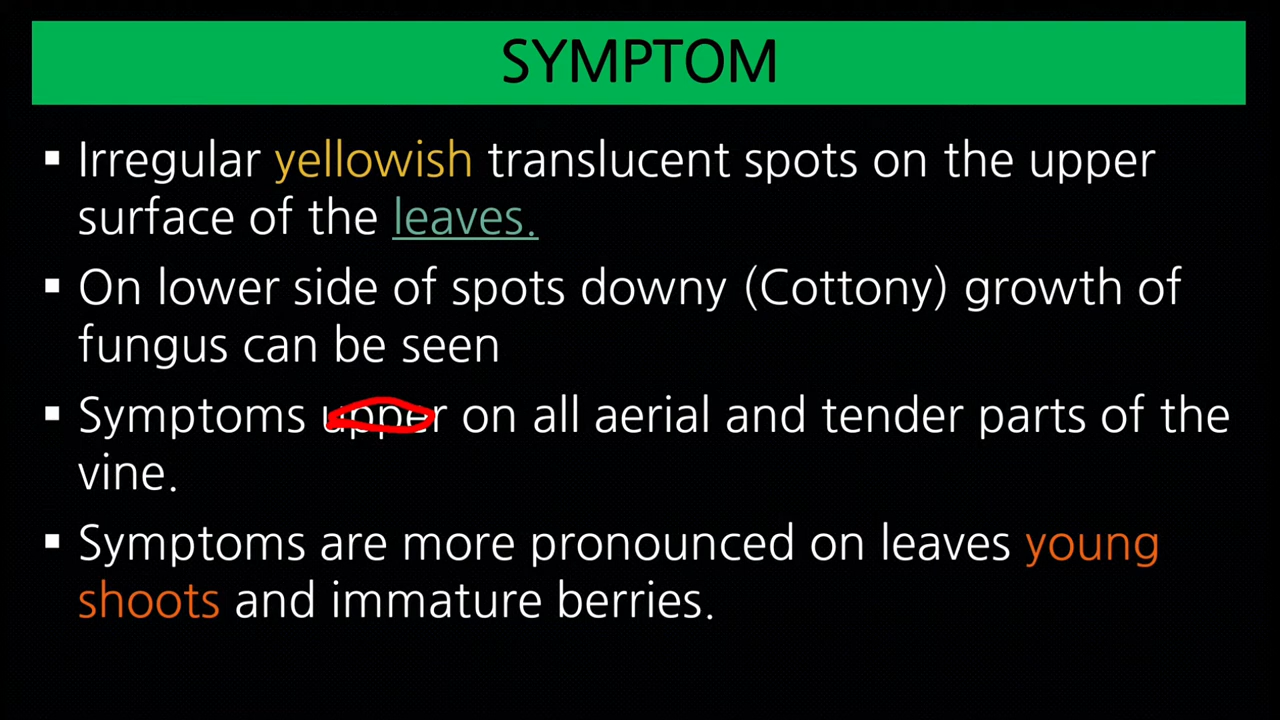 SYMPTOM
▪ Irregular yellowish translucent spots on the upper
surface of the leaves.
▪ On lower side of spots downy (Cottony) growth of
fungus can be seen
▪ Symptoms upper on all aerial and tender parts of the
vine.
▪ Symptoms are more pronounced on leaves young
shoots and immature berries.